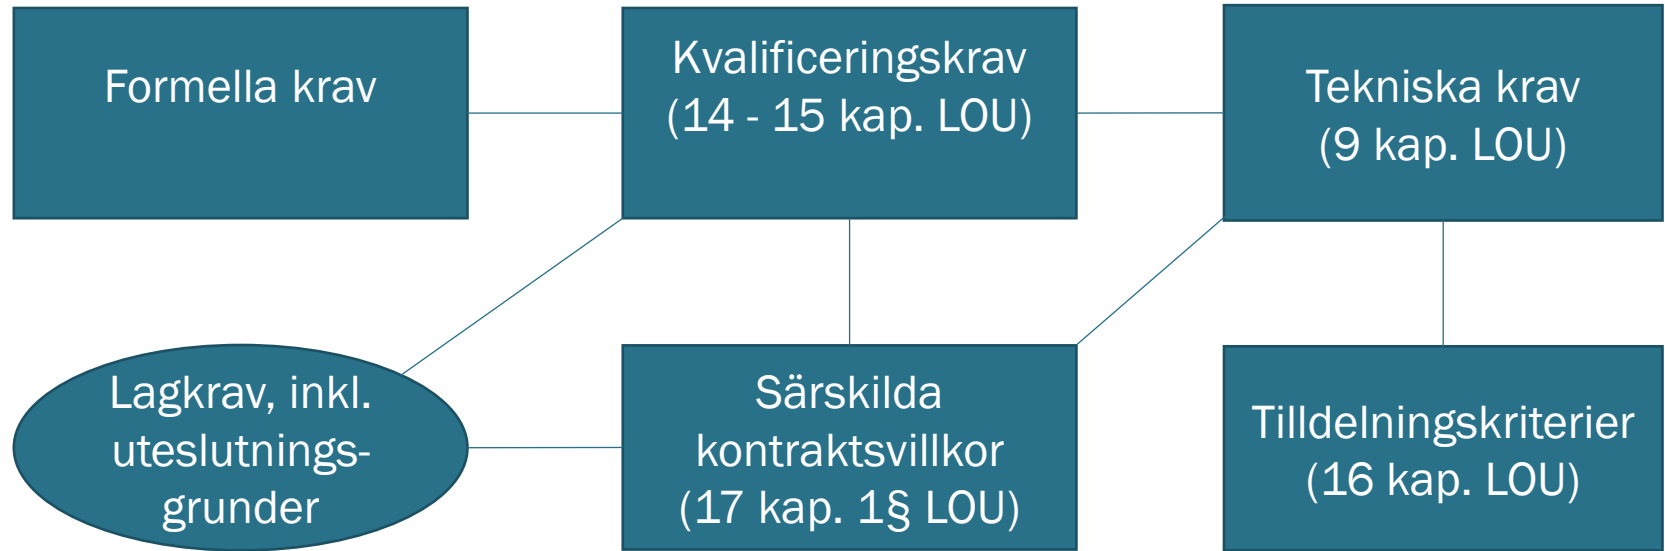 Formella krav
Kvalificeringskrav
(14 - 15 kap. LOU)
Tekniska krav
(9 kap. LOU)
Lagkrav, inkl.
uteslutnings-
grunder
Särskilda
kontraktsvillkor
(17 kap. 1§ LOU)
Tilldelningskriterier
(16 kap. LOU)